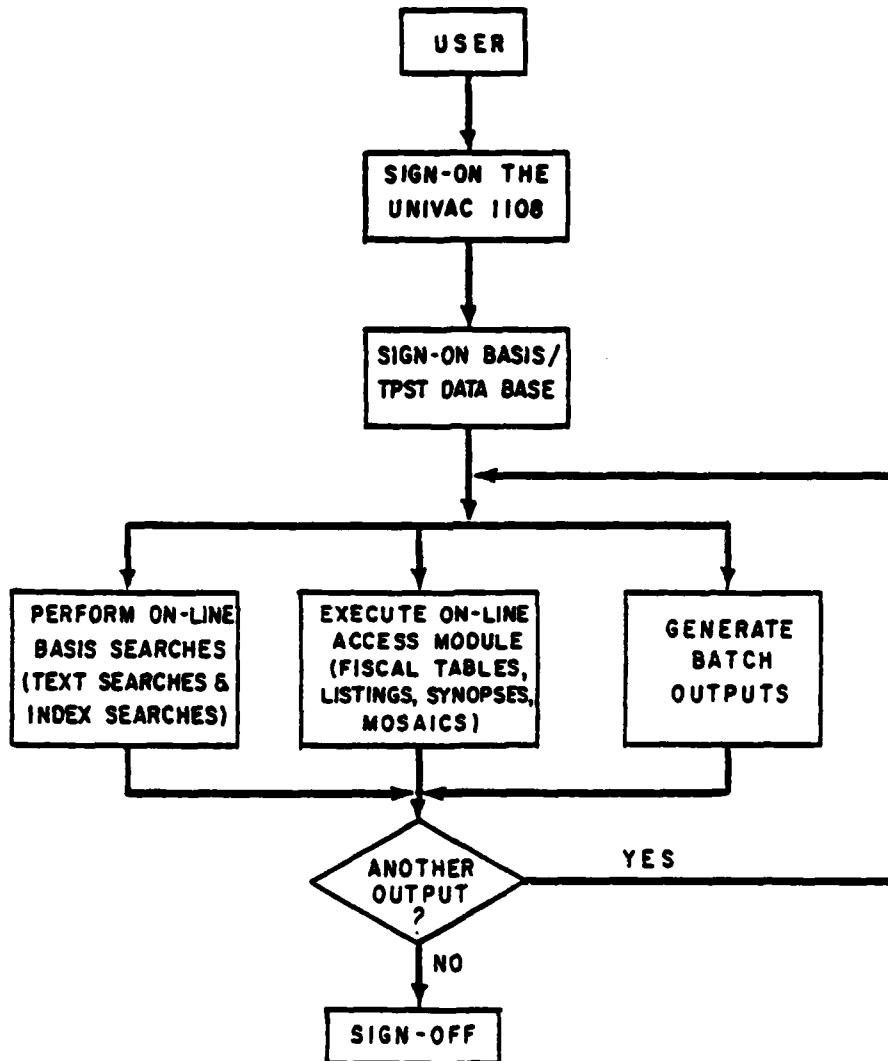 USER
SIGN-ON THE
UNIVAC 1108
SIGN-ON BASIS/
TPST DATA BASE
PERFORM ON-LINE
BASIS SEARCHES
(TEXT SEARCHES &
INDEX SEARCHES)
EXECUTE ON-LINE
ACCESS MODULE
(FISCAL TABLES,
LISTINGS, SYNOPSES,
MOSAICS)
GENERATE
BATCH
OUTPUTS
ANOTHER
OUTPUT
?
YES
NO
SIGN-OFF